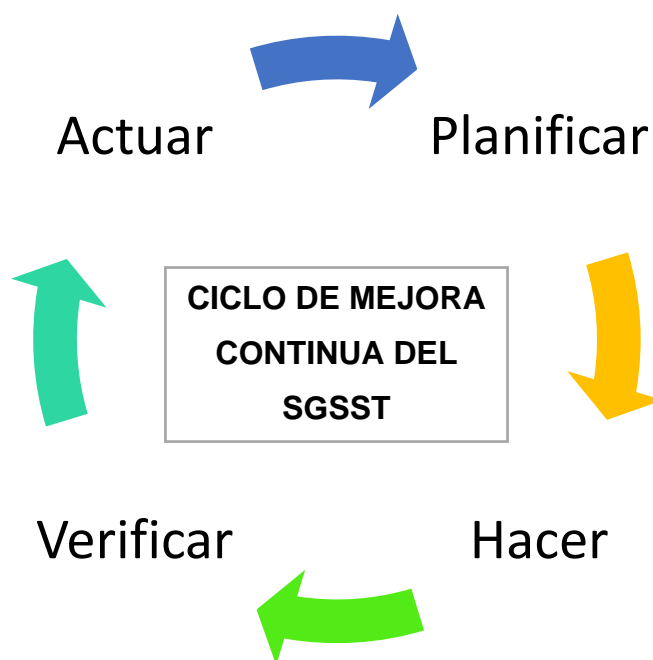 Actuar
Planificar
CICLO DE MEJORA
CONTINUA DEL
SGSST
Verificar
Hacer